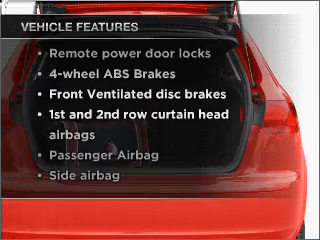 VEHICLE FEATURES
• Remote power door locks
• 4-wheel ABS Brakes
• Front Ventilated disc brakes
• 1st and 2nd row curtain head
airbags
• Passenger Airbag
• Side airbag